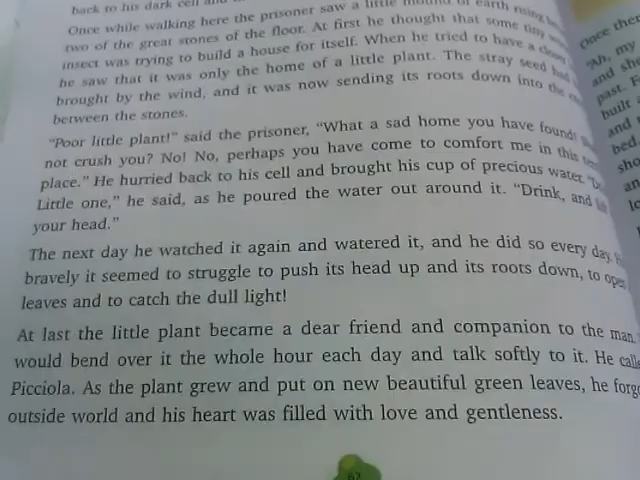 back to his dark cell and
Once while walking here the prisoner saw a little mound of earth rising
two of the great stones of the floor. At first he thought that some tiny
insect was trying to build a house for itself. When he tried to have a
he saw that it was only the home of a little plant. The stray seed had
brought by the wind, and it was now sending its roots down into the
between the stones.
"Poor little plant!" said the prisoner, "What a sad home you have found!
not crush you? No! No, perhaps you have come to comfort me in this
place." He hurried back to his cell and brought his cup of precious water.
Little one," he said, as he poured the water out around it. "Drink, and
your head."
The next day he watched it again and watered it, and he did so every day.
bravely it seemed to struggle to push its head up and its roots down, to
leaves and to catch the dull light!
At last the little plant became a dear friend and companion to the man.
would bend over it the whole hour each day and talk softly to it. He
Picciola. As the plant grew and put on new beautiful green leaves, he
outside world and his heart was filled with love and gentleness.
62
Once
"Ah, my
and she
past.
built
and
bed.